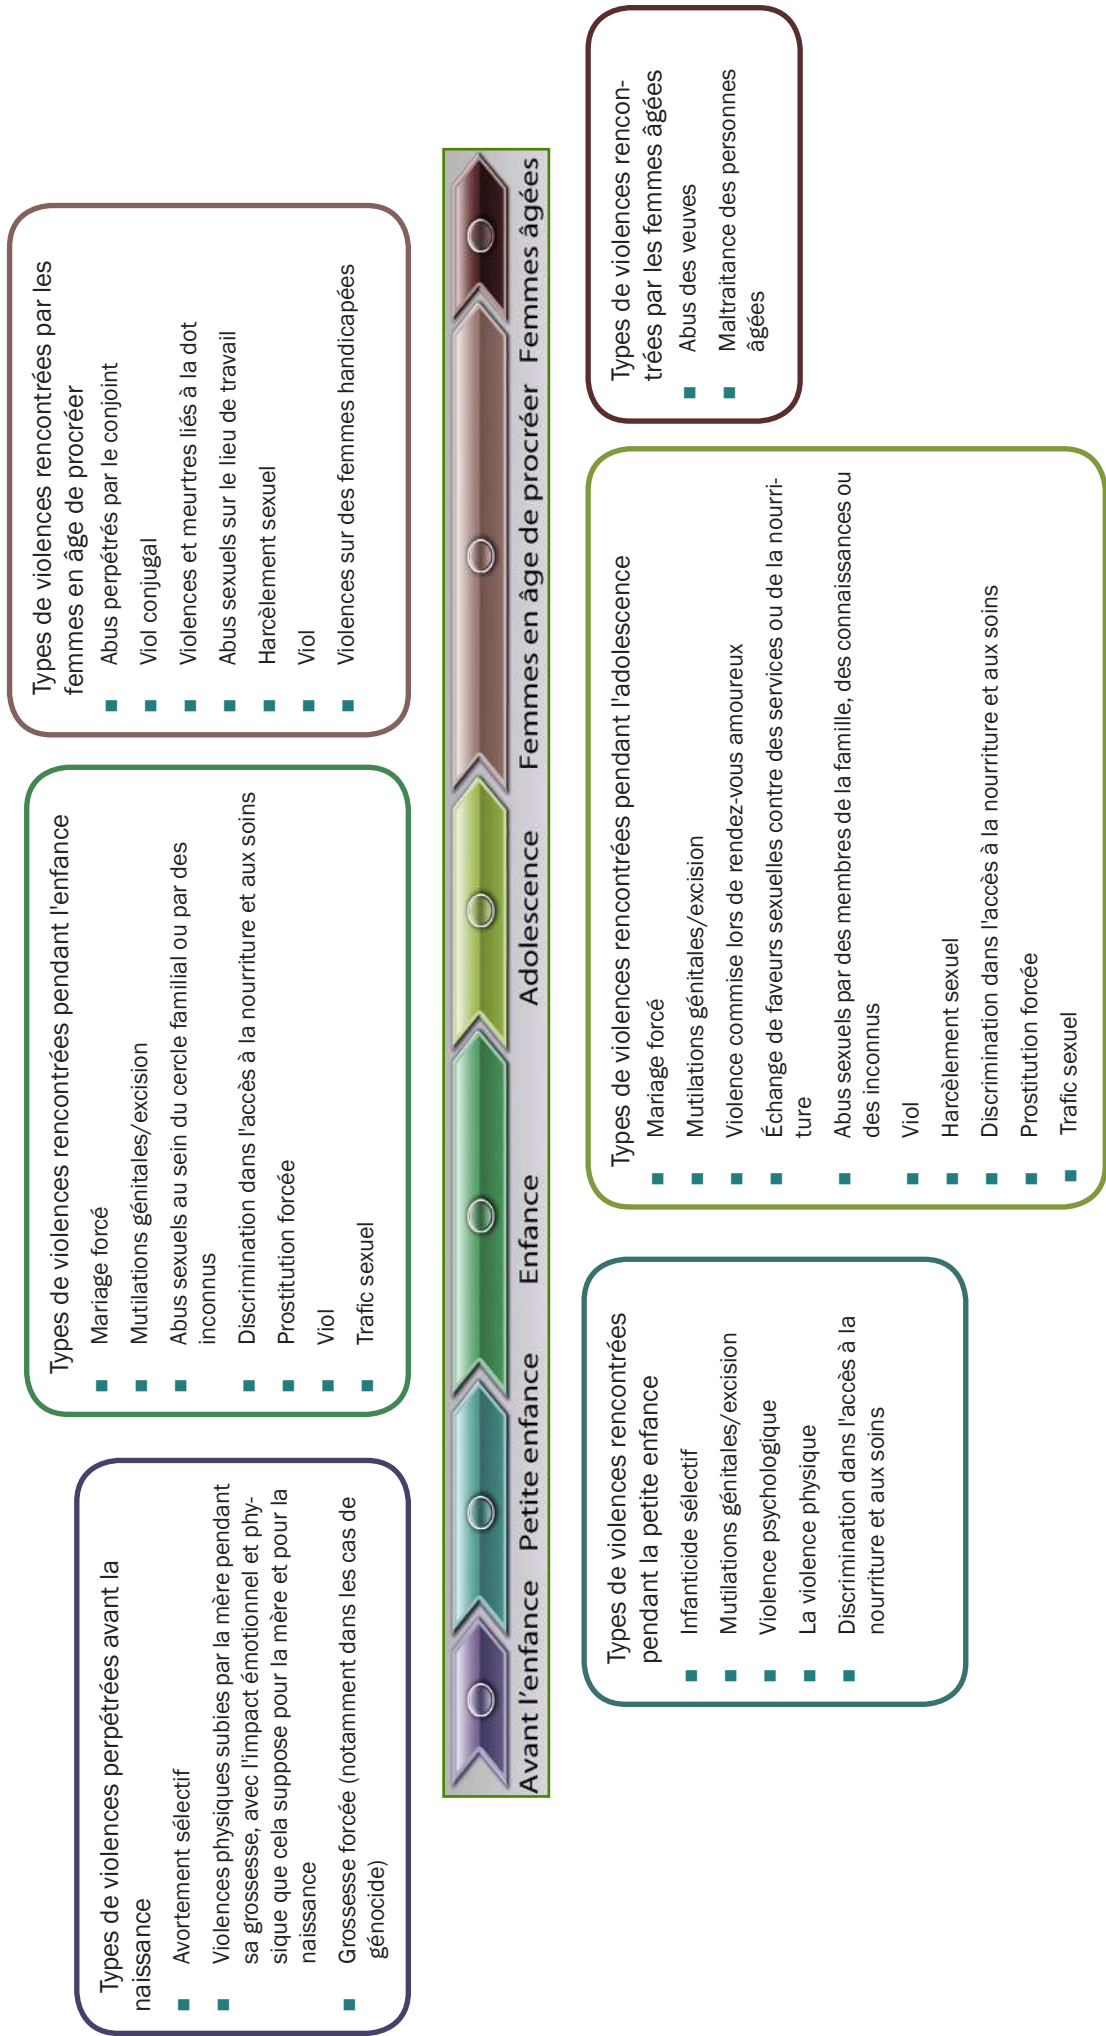 Types de violences perpétrées avant la
naissance
■ Avortement sélectif
■ Violences physiques subies par la mère pendant
sa grossesse, avec l'impact émotionnel et phy-
sique que cela suppose pour la mère et pour la
naissance
■ Grossesse forcée (notamment dans les cas de
génocide)
Types de violences rencontrées pendant l'enfance
■ Mariage forcé
■ Mutilations génitales/excision
■ Abus sexuels au sein du cercle familial ou par des
inconnus
■ Discrimination dans l'accès à la nourriture et aux soins
■ Prostitution forcée
■ Viol
■ Trafic sexuel
Types de violences rencontrées par les
femmes en âge de procréer
■ Abus perpétrés par le conjoint
■ Viol conjugal
■ Violences et meurtres liés à la dot
■ Abus sexuels sur le lieu de travail
■ Harcèlement sexuel
■ Viol
■ Violences sur des femmes handicapées
Avant l'enfance Petite enfance Enfance Adolescence Femmes en âge de procréer Femmes âgées
Types de violences rencontrées
pendant la petite enfance
■ Infanticide sélectif
■ Mutilations génitales/excision
■ Violence psychologique
■ La violence physique
■ Discrimination dans l'accès à la
nourriture et aux soins
Types de violences rencontrées pendant l'adolescence
■ Mariage forcé
■ Mutilations génitales/excision
■ Violence commise lors de rendez-vous amoureux
■ Échange de faveurs sexuelles contre des services ou de la nourri-
ture
■ Abus sexuels par des membres de la famille, des connaissances ou
des inconnus
■ Viol
■ Harcèlement sexuel
■ Discrimination dans l'accès à la nourriture et aux soins
■ Prostitution forcée
■ Trafic sexuel
Types de violences rencon-
trées par les femmes âgées
■ Abus des veuves
■ Maltraitance des personnes
âgées